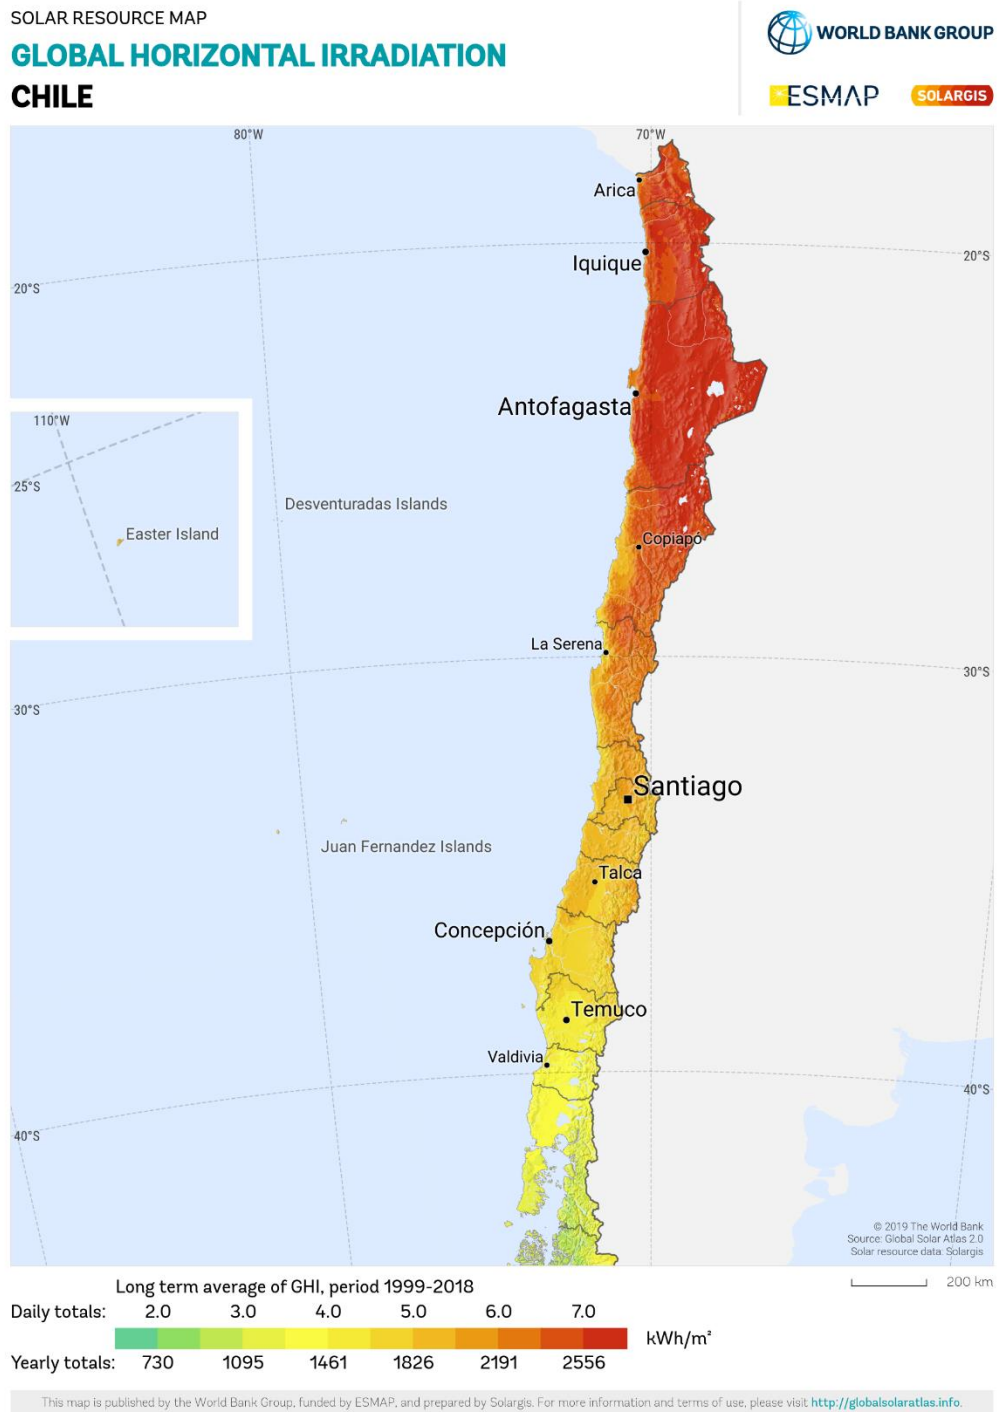 SOLAR RESOURCE MAP
GLOBAL HORIZONTAL IRRADIATION
CHILE
WORLD BANK GROUP
ESMAP
SOLARGIS
80°W
70°W
Arica
Iquique
20°S
20°S
Antofagasta
110°W
25°S
Desventuradas Islands
Easter Island
Copiapó
La Serena
30°S
30°S
Santiago
Juan Fernandez Islands
Talca
Concepción
Temuco
Valdivia
40°S
40°S
© 2019 The World Bank
Source: Global Solar Atlas 2.0
Solar resource data: Solargis
200 km
Long term average of GHI, period 1999-2018
Daily totals: 2.0 3.0 4.0 5.0 6.0 7.0
kWh/m²
Yearly totals: 730 1095 1461 1826 2191 2556
This map is published by the World Bank Group, funded by ESMAP, and prepared by Solargis. For more information and terms of use, please visit http://globalsolaratlas.info.